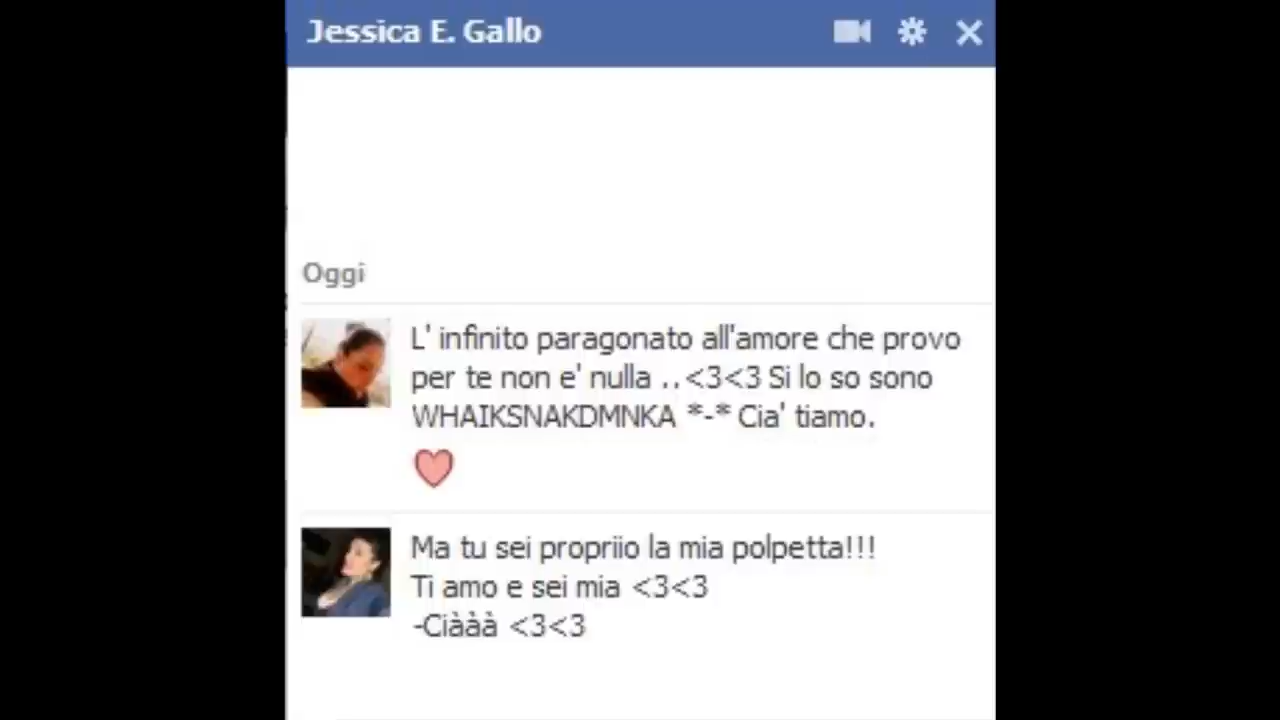 Jessica E. Gallo
Oggi
L' infinito paragonato all'amore che provo
per te non e' nulla ..<3<3 Si lo so sono
WHAIKSNAKDMNKA *-* Cia' tiamo.
Ma tu sei propriio la mia polpetta!!!
Ti amo e sei mia <3<3
-Ciààà <3<3